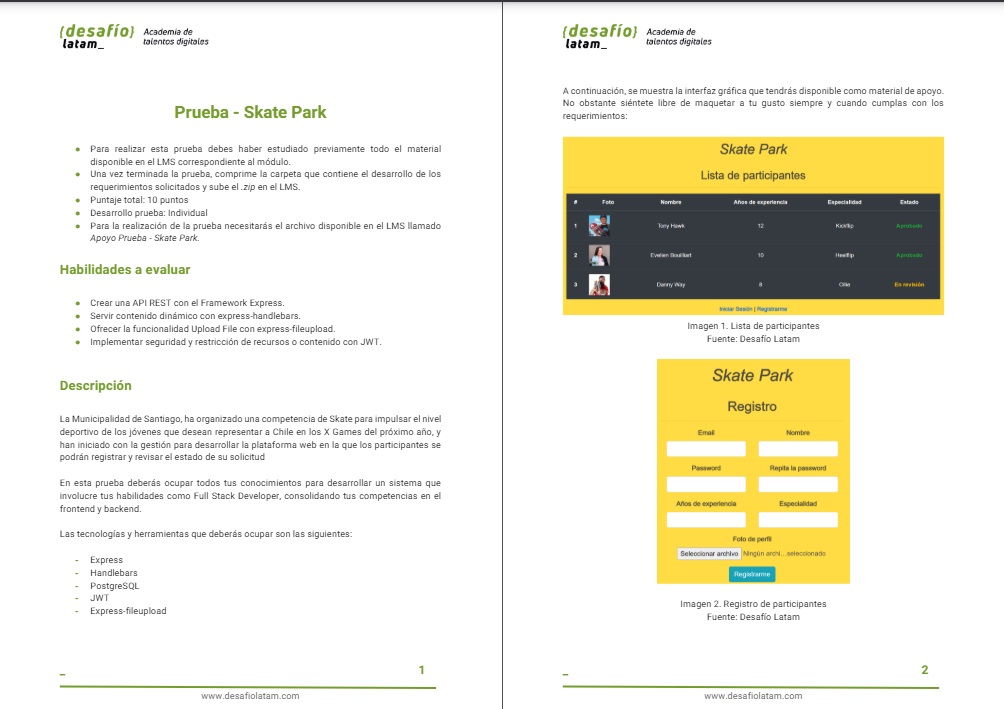 {desafío}
latam_
Academia de
talentos digitales
Prueba - Skate Park
● Para realizar esta prueba debes haber estudiado previamente todo el material
disponible en el LMS correspondiente al módulo.
● Una vez terminada la prueba, comprime la carpeta que contiene el desarrollo de los
requerimientos solicitados y sube el .zip en el LMS.
● Puntaje total: 10 puntos
● Desarrollo prueba: Individual
● Para la realización de la prueba necesitarás el archivo disponible en el LMS llamado
Apoyo Prueba - Skate Park.
Habilidades a evaluar
● Crear una API REST con el Framework Express.
● Servir contenido dinámico con express-handlebars.
● Ofrecer la funcionalidad Upload File con express-fileupload.
● Implementar seguridad y restricción de recursos o contenido con JWT.
Descripción
La Municipalidad de Santiago, ha organizado una competencia de Skate para impulsar el nivel
deportivo de los jóvenes que desean representar a Chile en los X Games del próximo año, y
han iniciado con la gestión para desarrollar la plataforma web en la que los participantes se
podrán registrar y revisar el estado de su solicitud
En esta prueba deberás ocupar todos tus conocimientos para desarrollar un sistema que
involucre tus habilidades como Full Stack Developer, consolidando tus competencias en el
frontend y backend.
Las tecnologías y herramientas que deberás ocupar son las siguientes:
- Express
- Handlebars
- PostgreSQL
- JWT
- Express-fileupload
_ 1
www.desafiolatam.com
{desafío}
latam_
Academia de
talentos digitales
A continuación, se muestra la interfaz gráfica que tendrás disponible como material de apoyo.
No obstante siéntete libre de maquetar a tu gusto siempre y cuando cumplas con los
requerimientos:
Skate Park
Lista de participantes
# Foto Nombre Años de experiencia Especialidad Estado
1 Tony Hawk 12 Kickflip Aprobado
2 Evelien Bouilliart 10 Heelflip Aprobado
3 Danny Way 8 Ollie En revisión
Iniciar Sesión | Registrarme
Imagen 1. Lista de participantes
Fuente: Desafío Latam
Skate Park
Registro
Email Nombre
Password Repita la password
Años de experiencia Especialidad
Foto de perfil
Seleccionar archivo Ningún archi...seleccionado
Registrarme
Imagen 2. Registro de participantes
Fuente: Desafío Latam
_ 2
www.desafiolatam.com